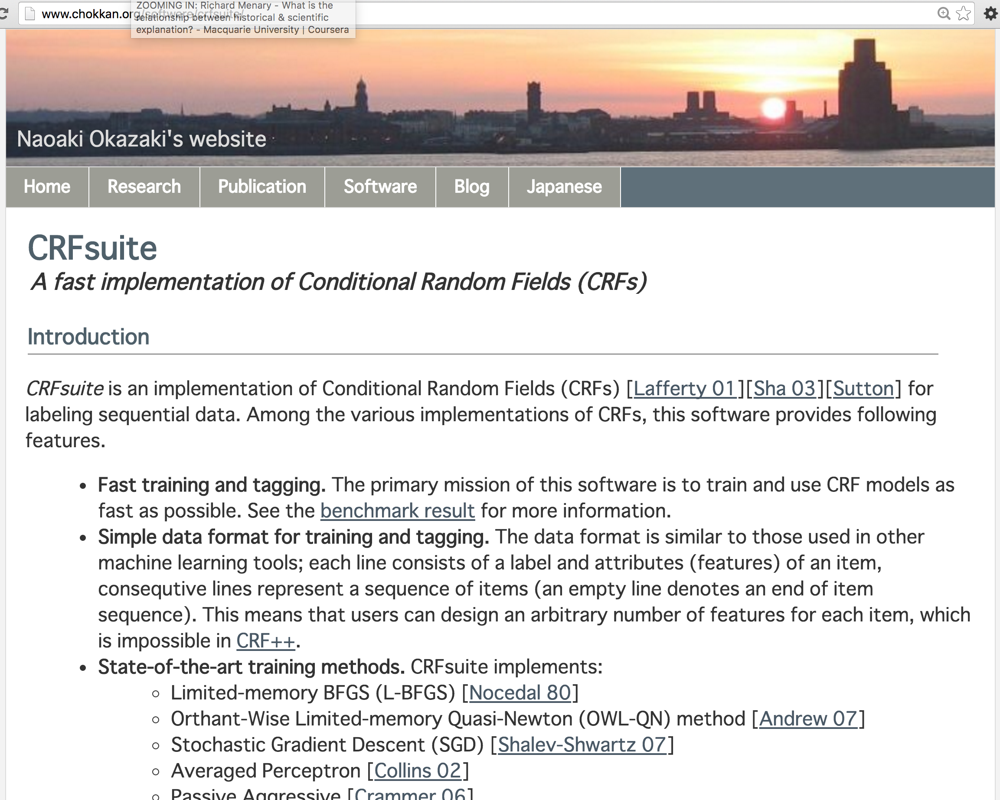 www.chokkan.org/software/crfsuite/
ZOOMING IN: Richard Menary - What is the
relationship between historical & scientific
explanation? - Macquarie University | Coursera
Naoaki Okazaki's website
Home Research Publication Software Blog Japanese
CRFsuite
A fast implementation of Conditional Random Fields (CRFs)
Introduction
CRFsuite is an implementation of Conditional Random Fields (CRFs) [Lafferty 01][Sha 03][Sutton] for
labeling sequential data. Among the various implementations of CRFs, this software provides following
features.
• Fast training and tagging. The primary mission of this software is to train and use CRF models as
fast as possible. See the benchmark result for more information.
• Simple data format for training and tagging. The data format is similar to those used in other
machine learning tools; each line consists of a label and attributes (features) of an item,
consequtive lines represent a sequence of items (an empty line denotes an end of item
sequence). This means that users can design an arbitrary number of features for each item, which
is impossible in CRF++.
• State-of-the-art training methods. CRFsuite implements:
◦ Limited-memory BFGS (L-BFGS) [Nocedal 80]
◦ Orthant-Wise Limited-memory Quasi-Newton (OWL-QN) method [Andrew 07]
◦ Stochastic Gradient Descent (SGD) [Shalev-Shwartz 07]
◦ Averaged Perceptron [Collins 02]
◦ Passive Aggressive [Crammer 06]